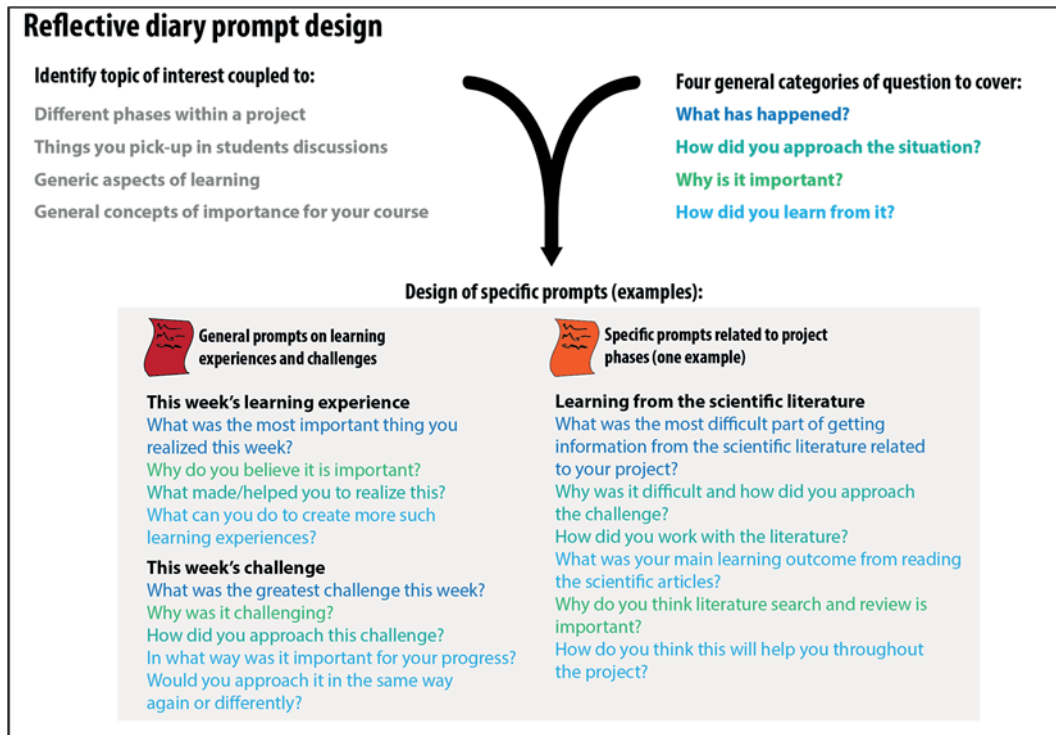 Reflective diary prompt design
Identify topic of interest coupled to:
Different phases within a project
Things you pick-up in students discussions
Generic aspects of learning
General concepts of importance for your course
Four general categories of question to cover:
What has happened?
How did you approach the situation?
Why is it important?
How did you learn from it?
Design of specific prompts (examples):
General prompts on learning
experiences and challenges
This week's learning experience
What was the most important thing you
realized this week?
Why do you believe it is important?
What made/helped you to realize this?
What can you do to create more such
learning experiences?
This week's challenge
What was the greatest challenge this week?
Why was it challenging?
How did you approach this challenge?
In what way was it important for your progress?
Would you approach it in the same way
again or differently?
Specific prompts related to project
phases (one example)
Learning from the scientific literature
What was the most difficult part of getting
information from the scientific literature related
to your project?
Why was it difficult and how did you approach
the challenge?
How did you work with the literature?
What was your main learning outcome from reading
the scientific articles?
Why do you think literature search and review is
important?
How do you think this will help you throughout
the project?